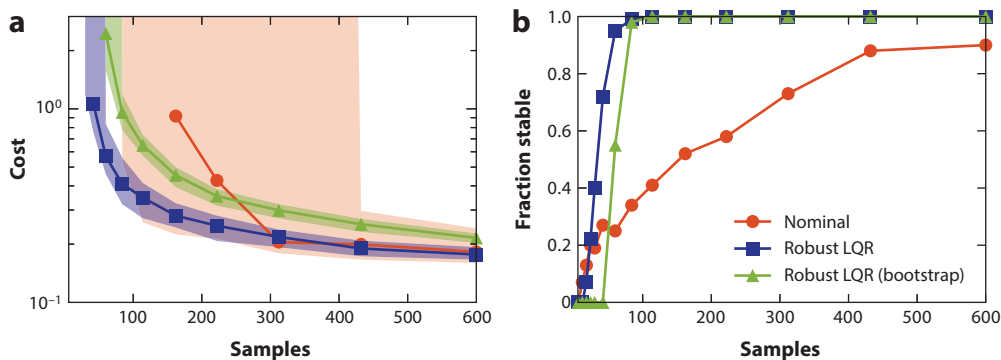 a
Cost
10⁰
10⁻¹
100 200 300 400 500 600
Samples
b
Fraction stable
1.0
0.8
0.6
0.4
0.2
0
100 200 300 400 500 600
Samples
Nominal
Robust LQR
Robust LQR (bootstrap)